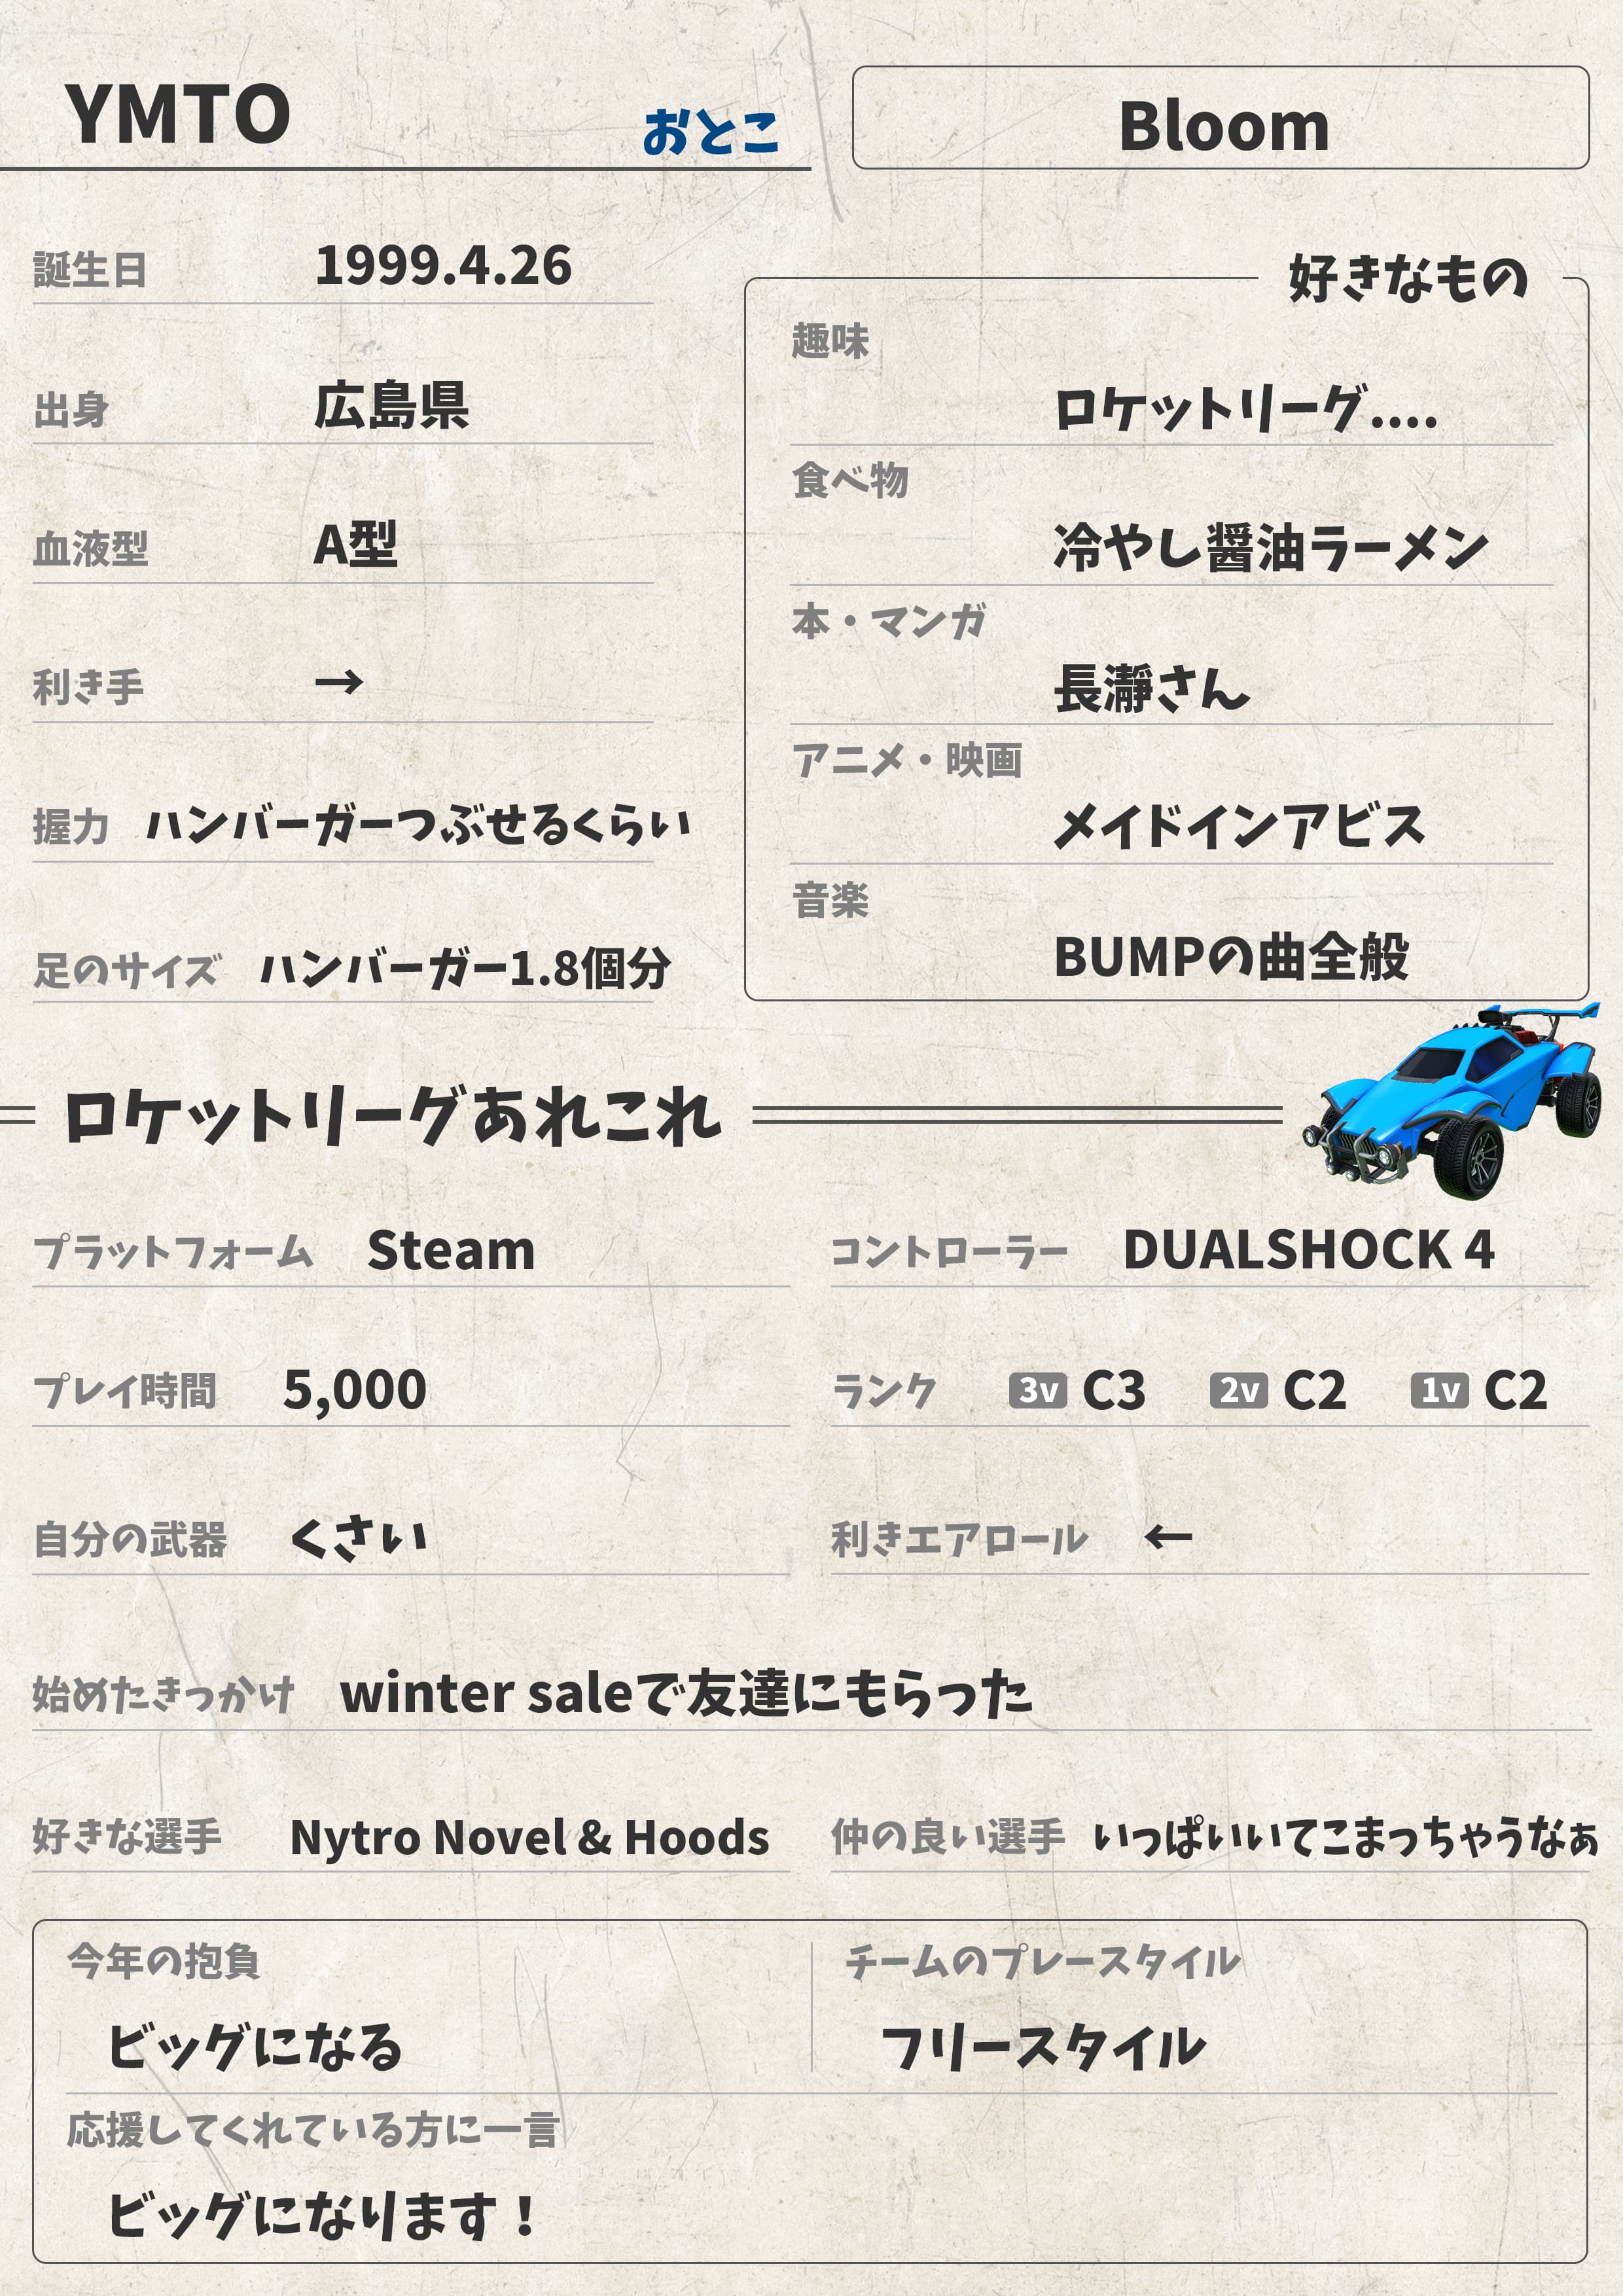 YMTO おとこ
Bloom
誕生日 1999.4.26
出身 広島県
血液型 A型
利き手 →
握力 ハンバーガーつぶせるくらい
足のサイズ ハンバーガー1.8個分
好きなもの
趣味
ロケットリーグ....
食べ物
冷やし醤油ラーメン
本・マンガ
長瀞さん
アニメ・映画
メイドインアビス
音楽
BUMPの曲全般
ロケットリーグあれこれ
プラットフォーム Steam
コントローラー DUALSHOCK 4
プレイ時間 5,000
ランク 3v C3 2v C2 1v C2
自分の武器 くさい
利きエアロール ←
始めたきっかけ winter saleで友達にもらった
好きな選手 Nytro Novel & Hoods
仲の良い選手 いっぱいいてこまっちゃうなぁ
今年の抱負
ビッグになる
チームのプレースタイル
フリースタイル
応援してくれている方に一言
ビッグになります！